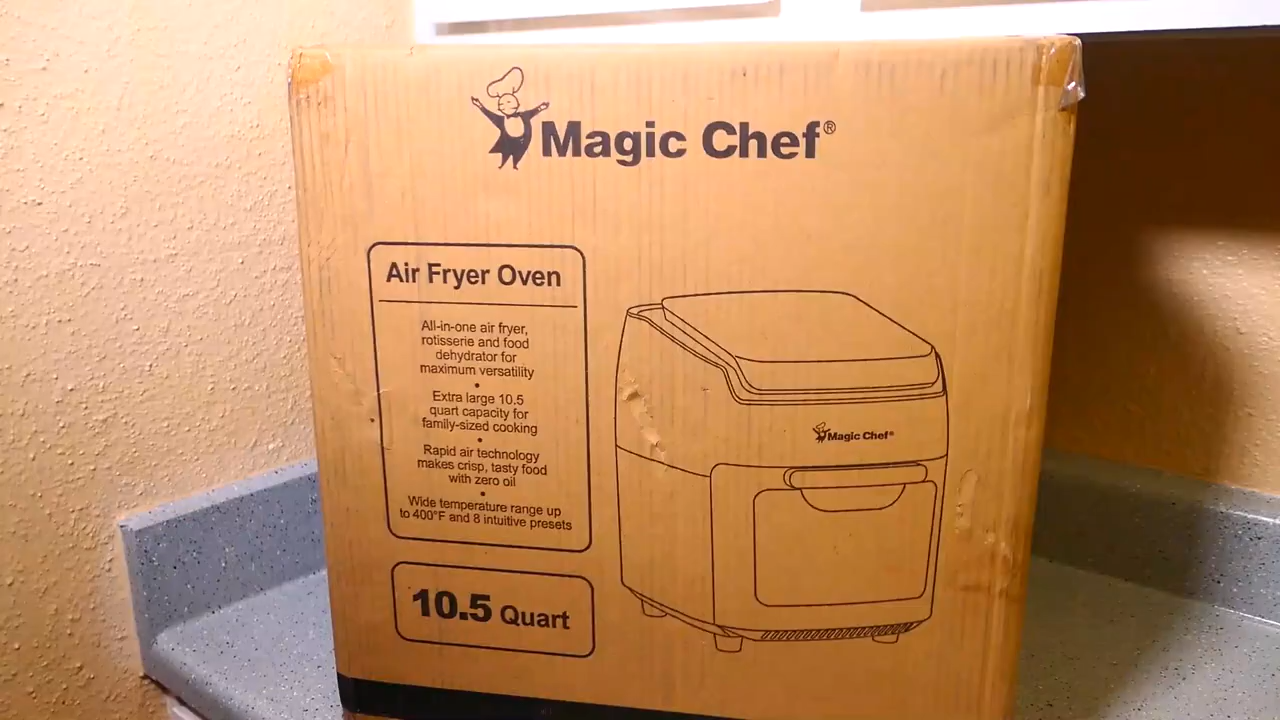 Magic Chef®
Air Fryer Oven
All-in-one air fryer,
rotisserie and food
dehydrator for
maximum versatility
•
Extra large 10.5
quart capacity for
family-sized cooking
•
Rapid air technology
makes crisp, tasty food
with zero oil
•
Wide temperature range up
to 400°F and 8 intuitive presets
10.5 Quart
Magic Chef®